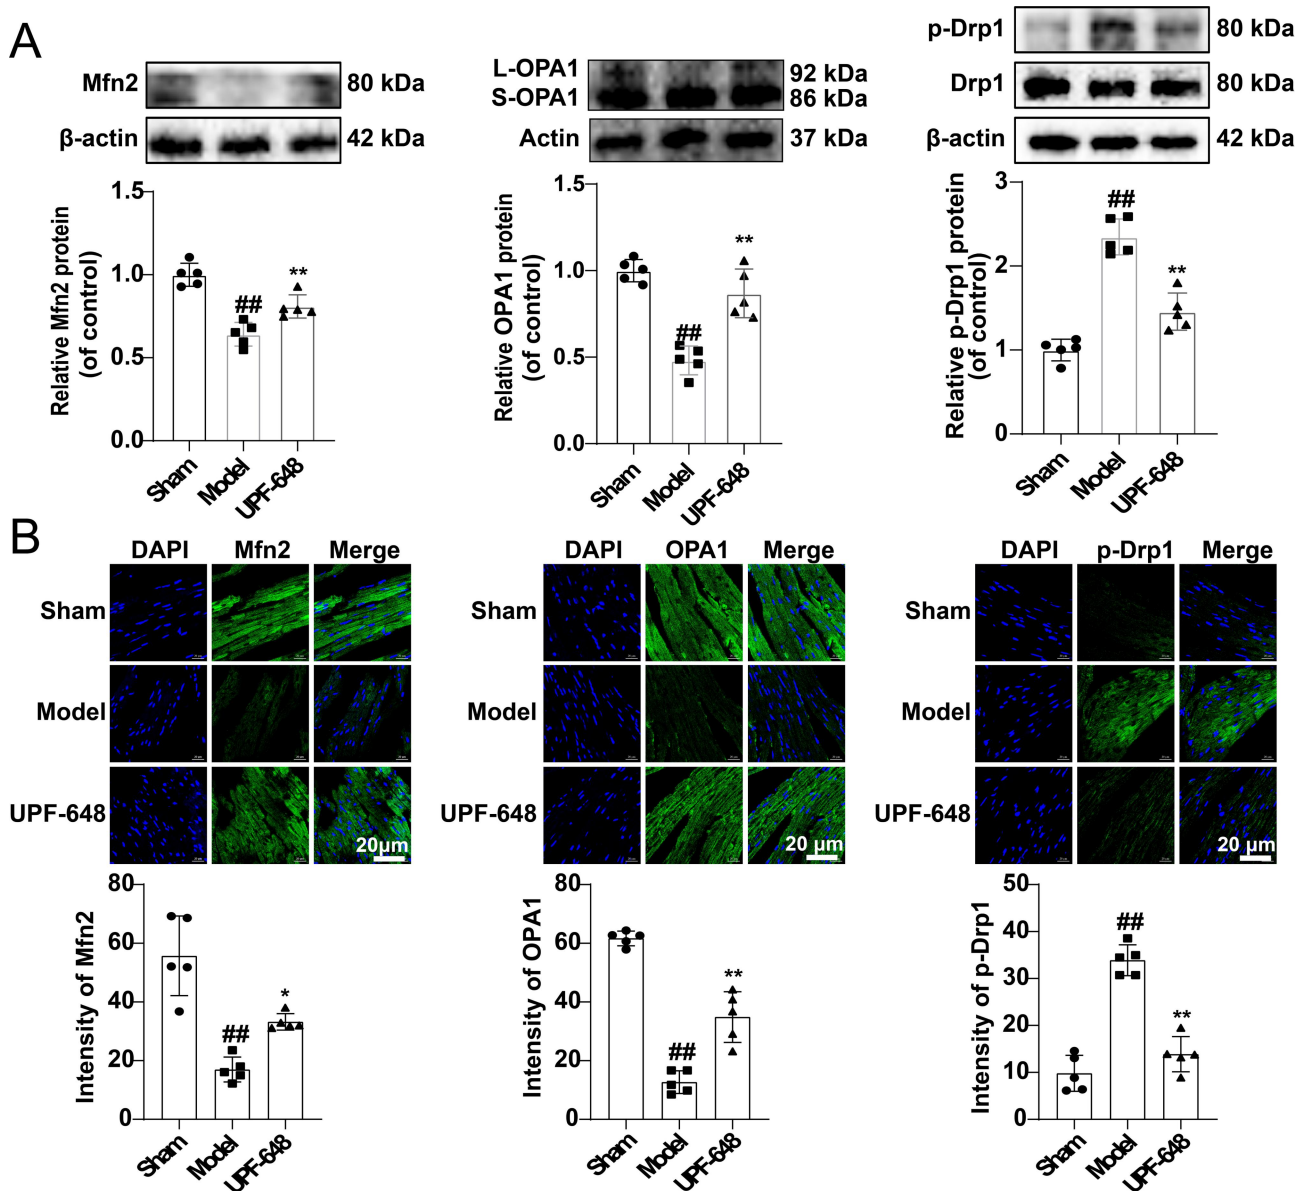 A
Mfn2
80 kDa
β-actin
42 kDa
Relative Mfn2 protein
(of control)
1.5
1.0
0.5
0.0
##
**
Sham
Model
UPF-648
L-OPA1
92 kDa
S-OPA1
86 kDa
Actin
37 kDa
Relative OPA1 protein
(of control)
1.5
1.0
0.5
0.0
##
**
Sham
Model
UPF-648
p-Drp1
80 kDa
Drp1
80 kDa
β-actin
42 kDa
Relative p-Drp1 protein
(of control)
3
2
1
0
##
**
Sham
Model
UPF-648
B
DAPI Mfn2 Merge
Sham
Model
UPF-648
20µm
Intensity of Mfn2
80
60
40
20
0
##
*
Sham
Model
UPF-648
DAPI OPA1 Merge
Sham
Model
UPF-648
20 µm
Intensity of OPA1
80
60
40
20
0
##
**
Sham
Model
UPF-648
DAPI p-Drp1 Merge
Sham
Model
UPF-648
20 µm
Intensity of p-Drp1
50
40
30
20
10
0
##
**
Sham
Model
UPF-648